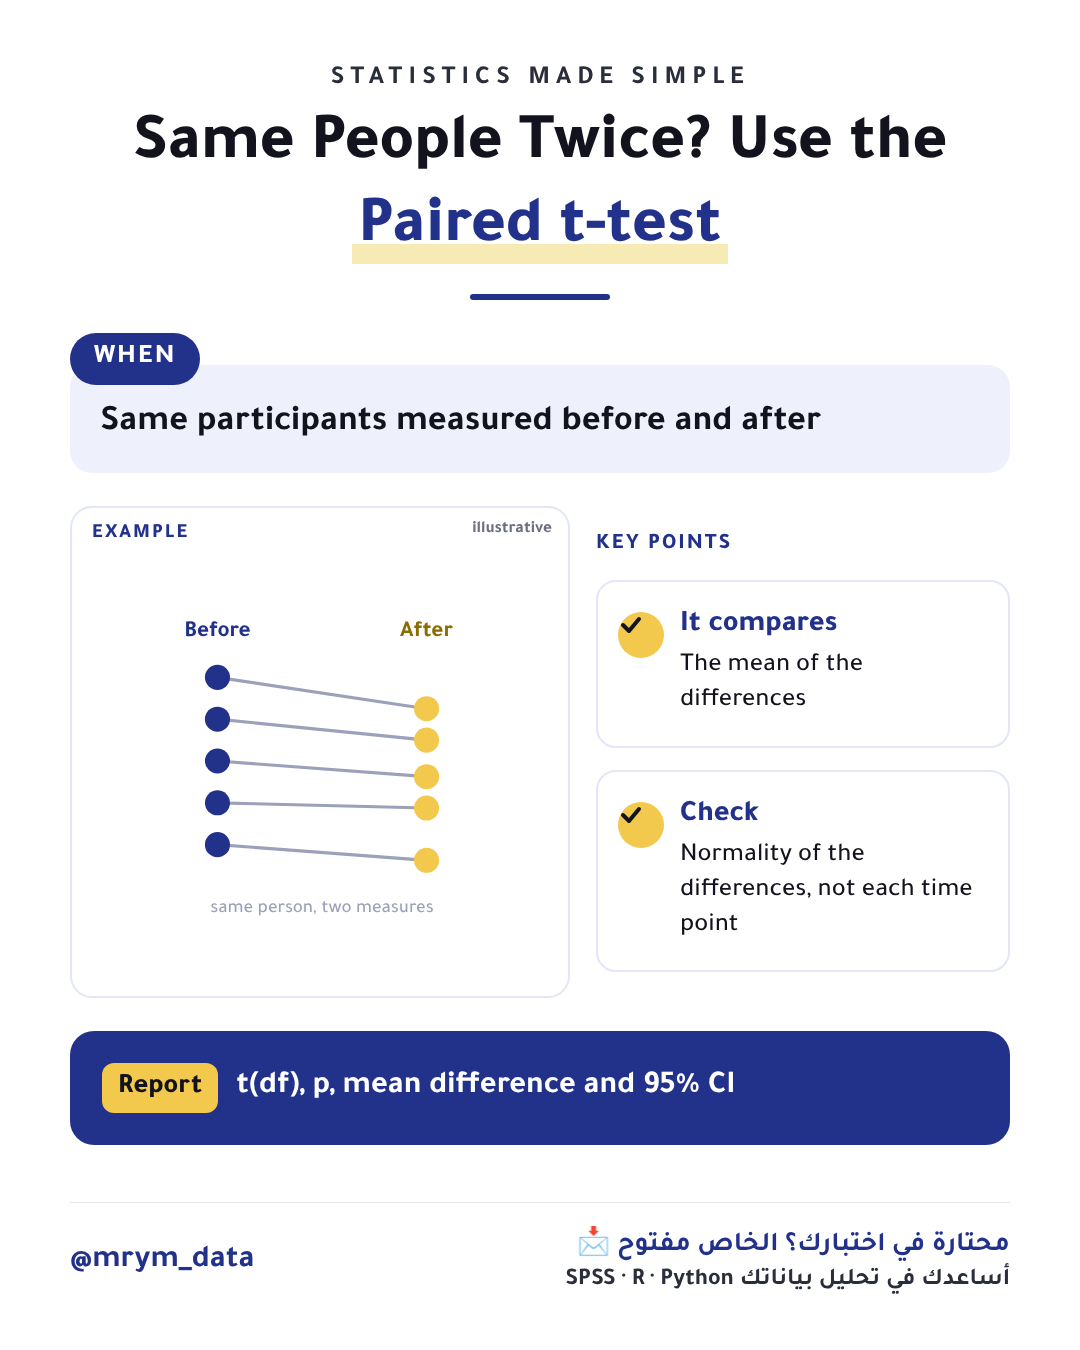 STATISTICS MADE SIMPLE
Same People Twice? Use the
Paired t-test
WHEN
Same participants measured before and after
EXAMPLE
illustrative
Before
After
same person, two measures
KEY POINTS
It compares
The mean of the
differences
Check
Normality of the
differences, not each time
point
Report
t(df), p, mean difference and 95% CI
@mrym_data
محتارة في اختبارك؟ الخاص مفتوح 📩
أساعدك في تحليل بياناتك SPSS · R · Python